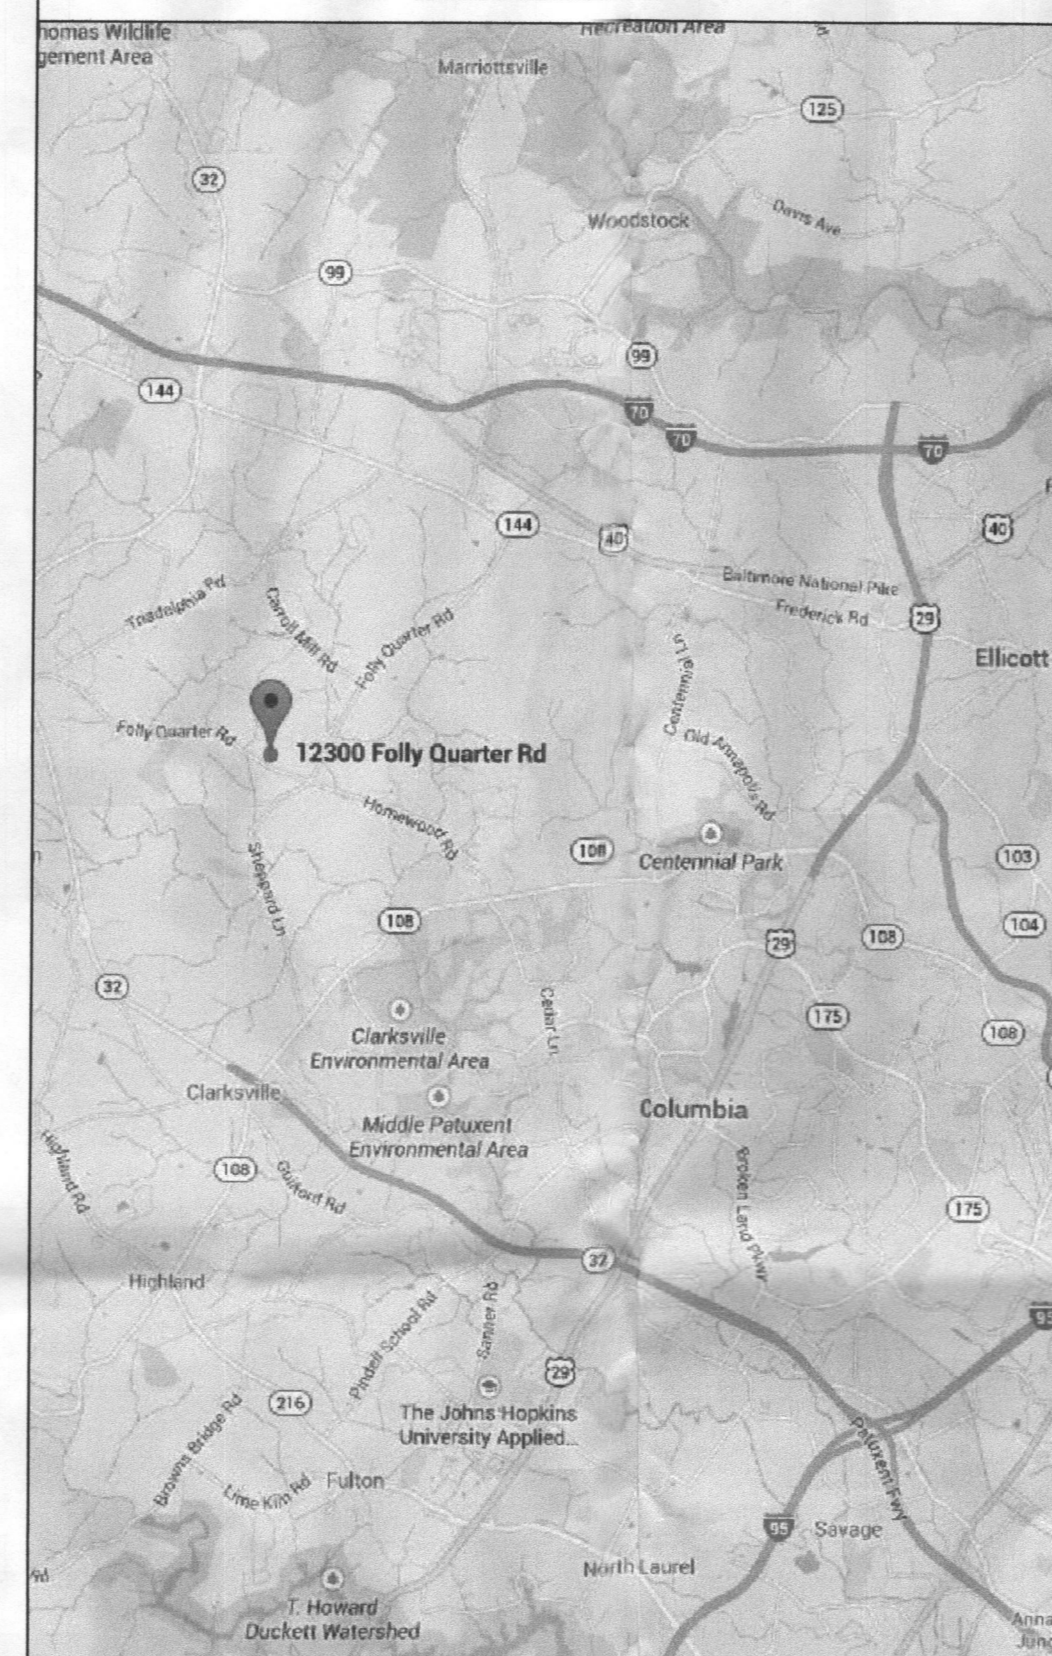 homas Wildlife
gement Area
Recreation Area
Marriottsville
125
32
Woodstock
Davis Ave
99
99
144
70
70
70
144
40
40
Baltimore National Pike
Frederick Rd
29
Triadelphia Rd
Carroll Mill Rd
Folly Quarter Rd
Centennial Ln
Ellicott
Folly Quarter Rd
12300 Folly Quarter Rd
Old Annapolis Rd
Homewood Rd
108
Centennial Park
103
Sheppard Ln
108
29
108
104
32
Cedar Ln
175
108
Clarksville
Environmental Area
Clarksville
Middle Patuxent
Environmental Area
Columbia
Highland Rd
108
Guilford Rd
Broken Land Pkwy
175
32
Highland
Pindell School Rd
Sanner Rd
95
29
216
The Johns Hopkins
University Applied...
Browns Bridge Rd
Lime Kiln Rd
Fulton
Patuxent Fwy
95
Savage
North Laurel
Rd
T. Howard
Duckett Watershed
Anna
Junc